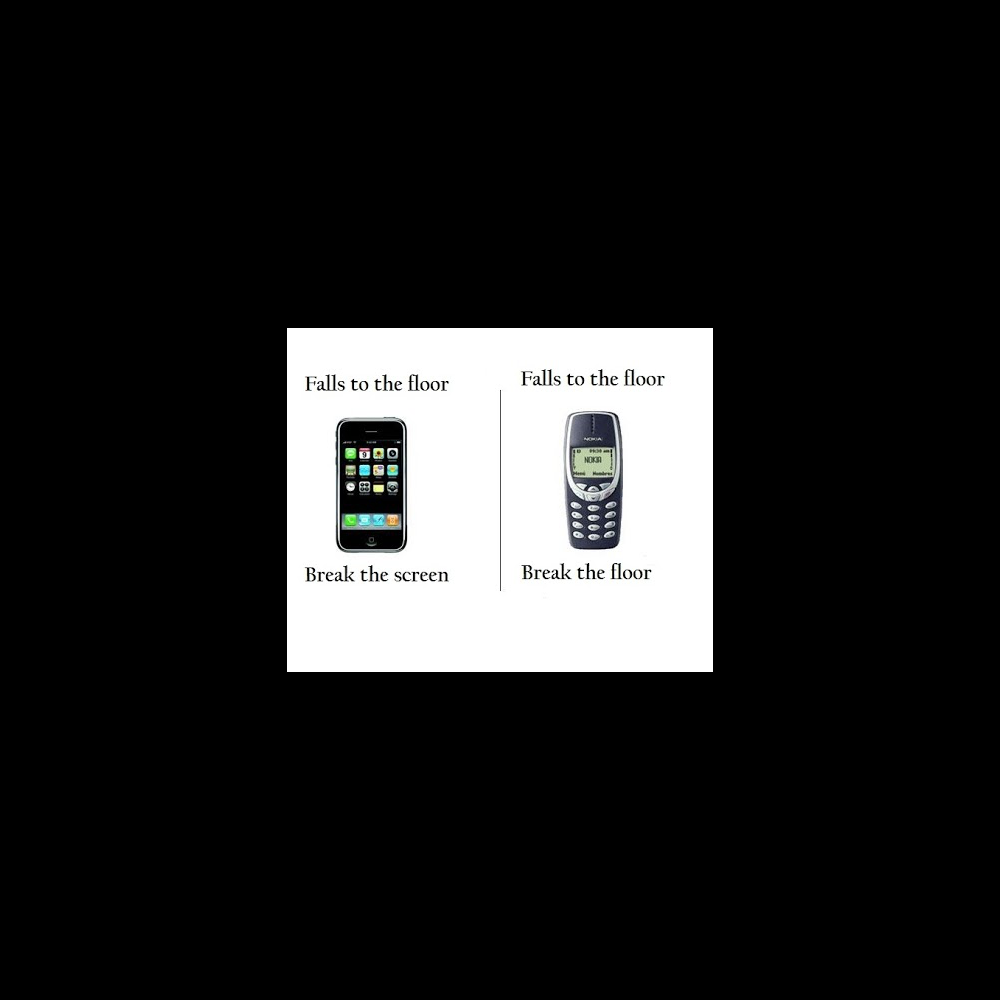 Falls to the floor
Break the screen
Falls to the floor
NOKIA
NOKIA
Menú Nombres
Break the floor